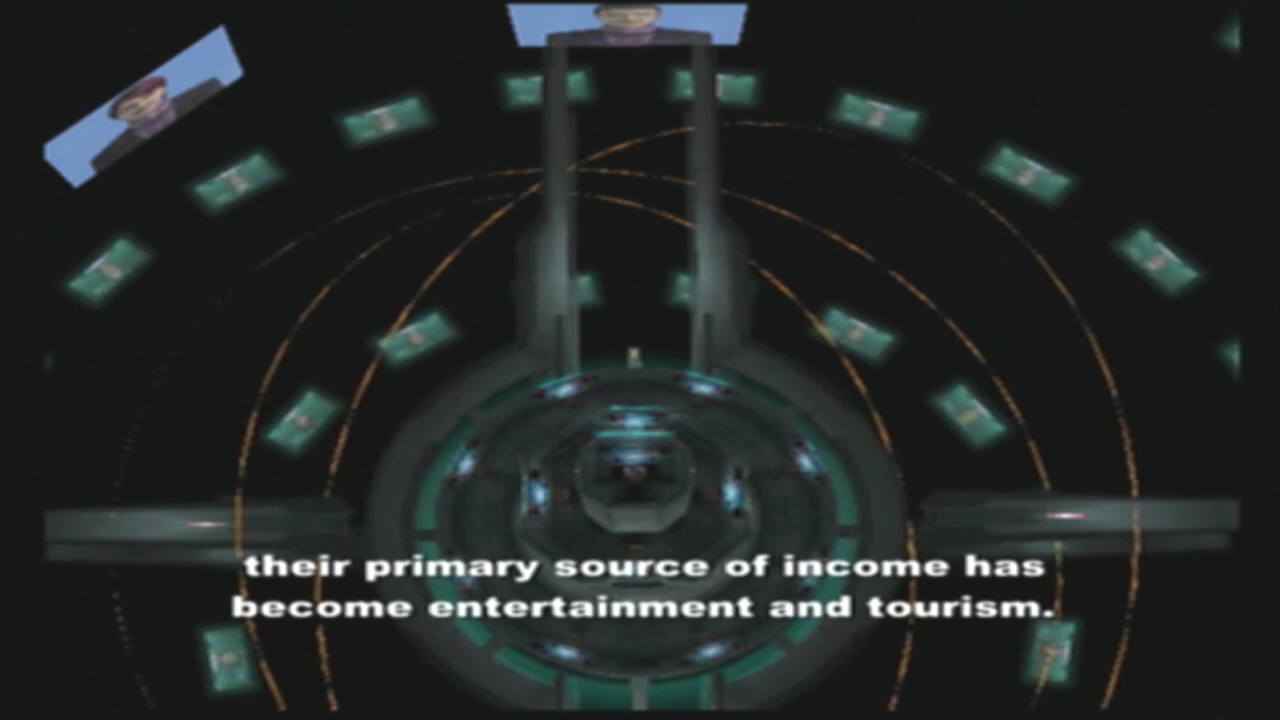 their primary source of income has
become entertainment and tourism.